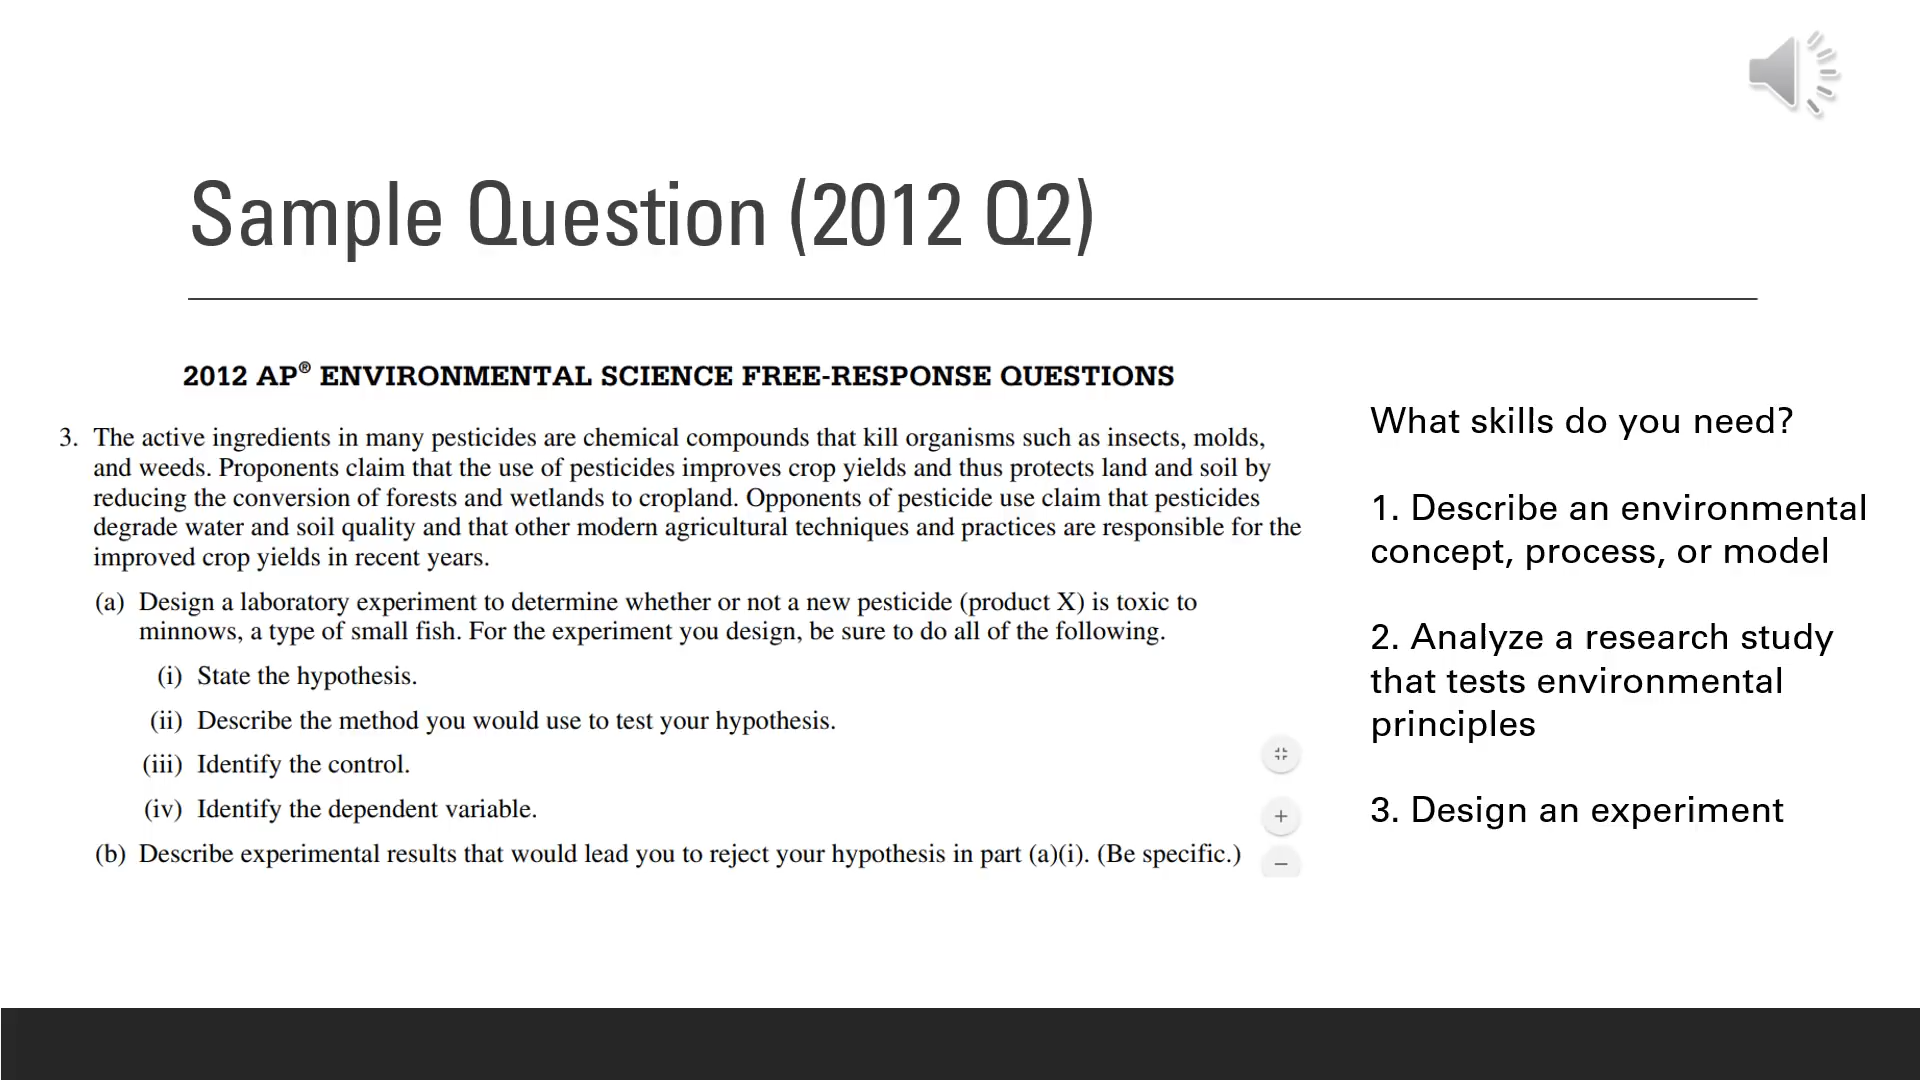 Sample Question (2012 Q2)
2012 AP® ENVIRONMENTAL SCIENCE FREE-RESPONSE QUESTIONS
3. The active ingredients in many pesticides are chemical compounds that kill organisms such as insects, molds,
and weeds. Proponents claim that the use of pesticides improves crop yields and thus protects land and soil by
reducing the conversion of forests and wetlands to cropland. Opponents of pesticide use claim that pesticides
degrade water and soil quality and that other modern agricultural techniques and practices are responsible for the
improved crop yields in recent years.
(a) Design a laboratory experiment to determine whether or not a new pesticide (product X) is toxic to
minnows, a type of small fish. For the experiment you design, be sure to do all of the following.
(i) State the hypothesis.
(ii) Describe the method you would use to test your hypothesis.
(iii) Identify the control.
(iv) Identify the dependent variable.
(b) Describe experimental results that would lead you to reject your hypothesis in part (a)(i). (Be specific.)
What skills do you need?
1. Describe an environmental
concept, process, or model
2. Analyze a research study
that tests environmental
principles
3. Design an experiment